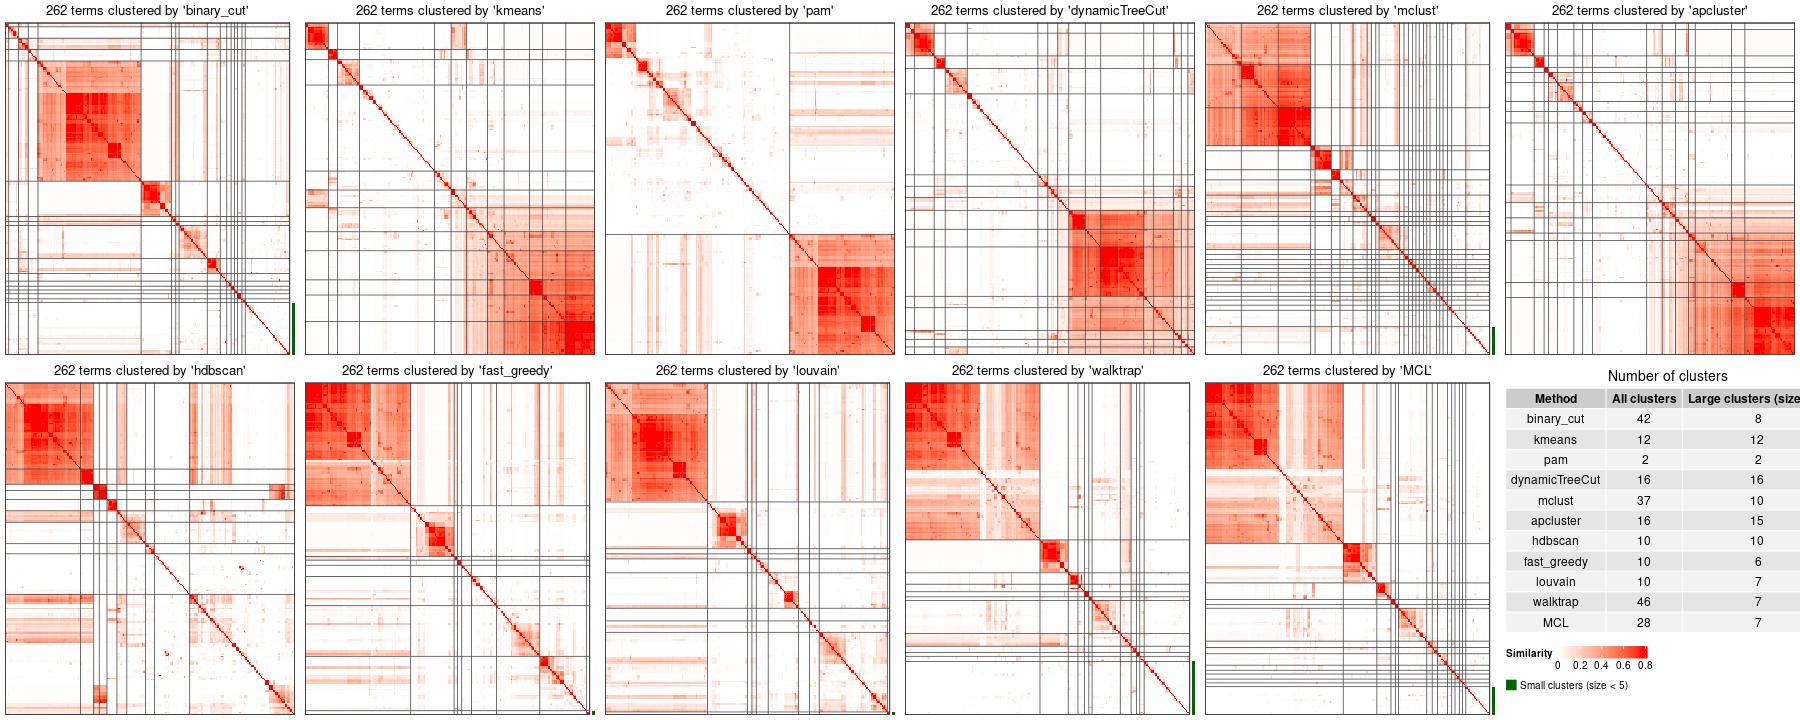 262 terms clustered by 'binary_cut'
262 terms clustered by 'kmeans'
262 terms clustered by 'pam'
262 terms clustered by 'dynamicTreeCut'
262 terms clustered by 'mclust'
262 terms clustered by 'apcluster'
262 terms clustered by 'hdbscan'
262 terms clustered by 'fast_greedy'
262 terms clustered by 'louvain'
262 terms clustered by 'walktrap'
262 terms clustered by 'MCL'
Number of clusters
Method All clusters Large clusters (size
binary_cut 42 8
kmeans 12 12
pam 2 2
dynamicTreeCut 16 16
mclust 37 10
apcluster 16 15
hdbscan 10 10
fast_greedy 10 6
louvain 10 7
walktrap 46 7
MCL 28 7
Similarity
0 0.2 0.4 0.6 0.8
Small clusters (size < 5)